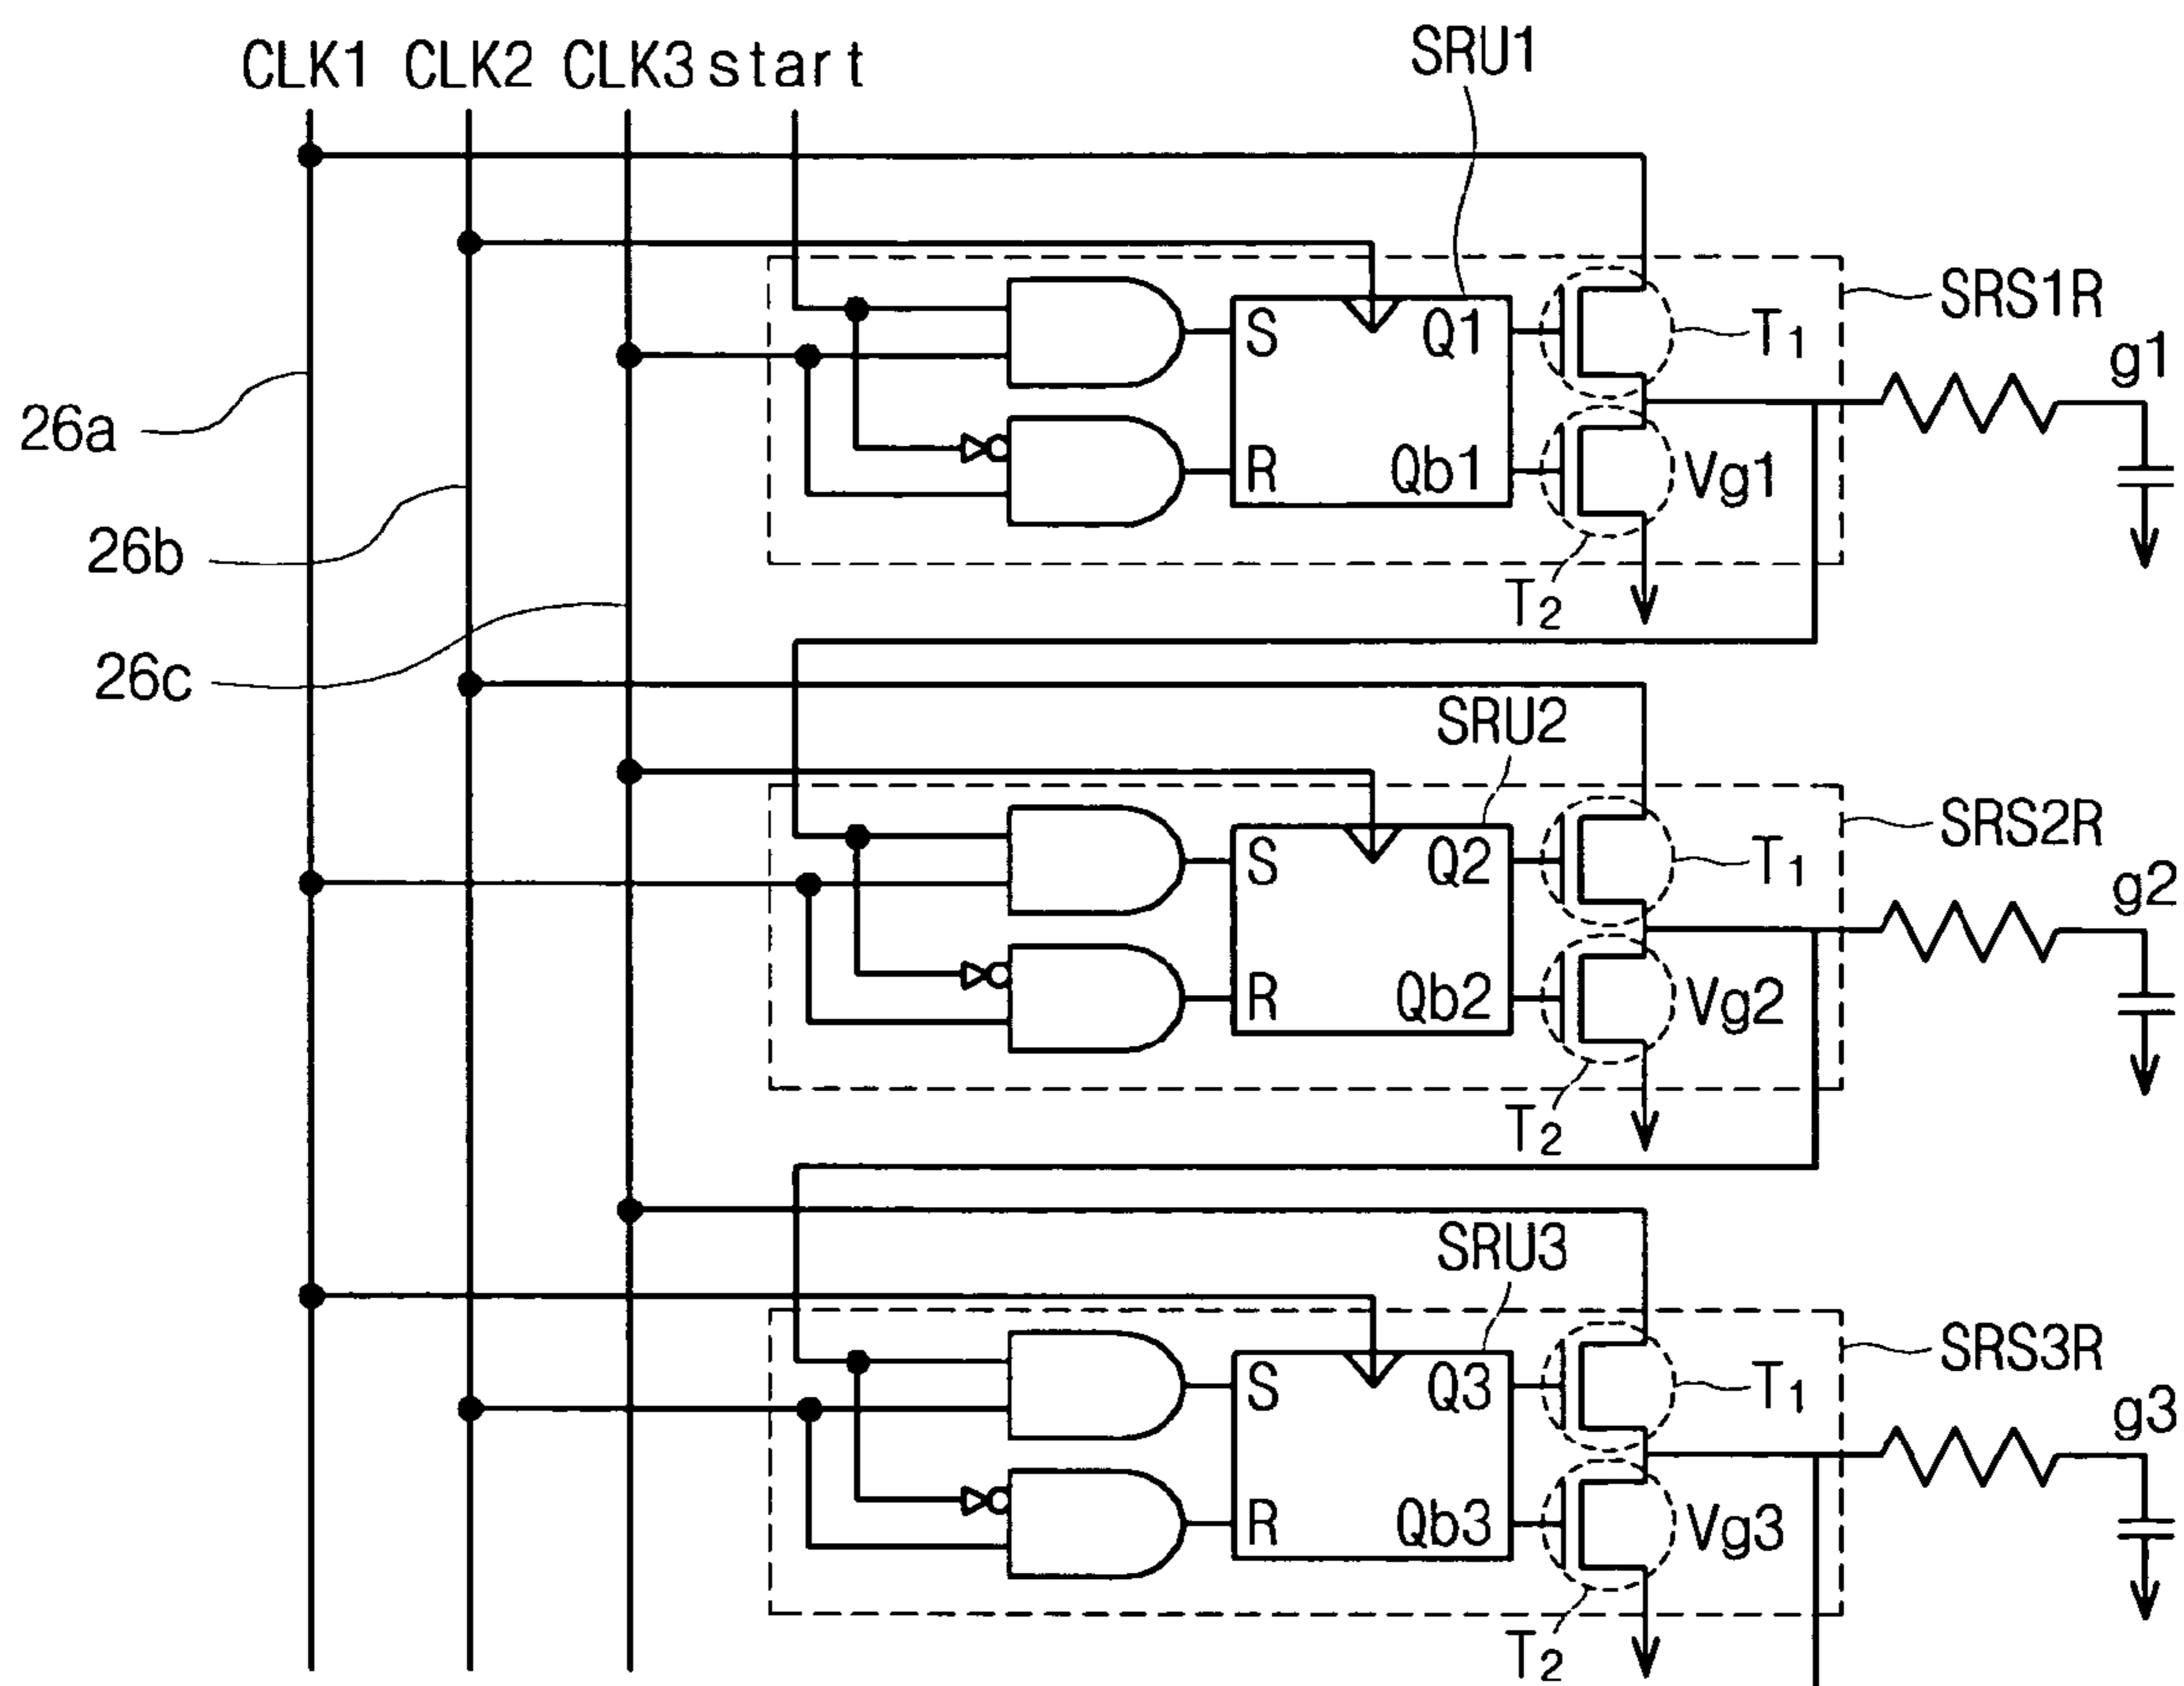 CLK1 CLK2 CLK3 start
SRU1
SRS1R
S
Q1
T1
g1
26a
R
Qb1
Vg1
26b
T2
26c
SRU2
SRS2R
S
Q2
T1
g2
R
Qb2
Vg2
T2
SRU3
SRS3R
S
Q3
T1
g3
R
Qb3
Vg3
T2